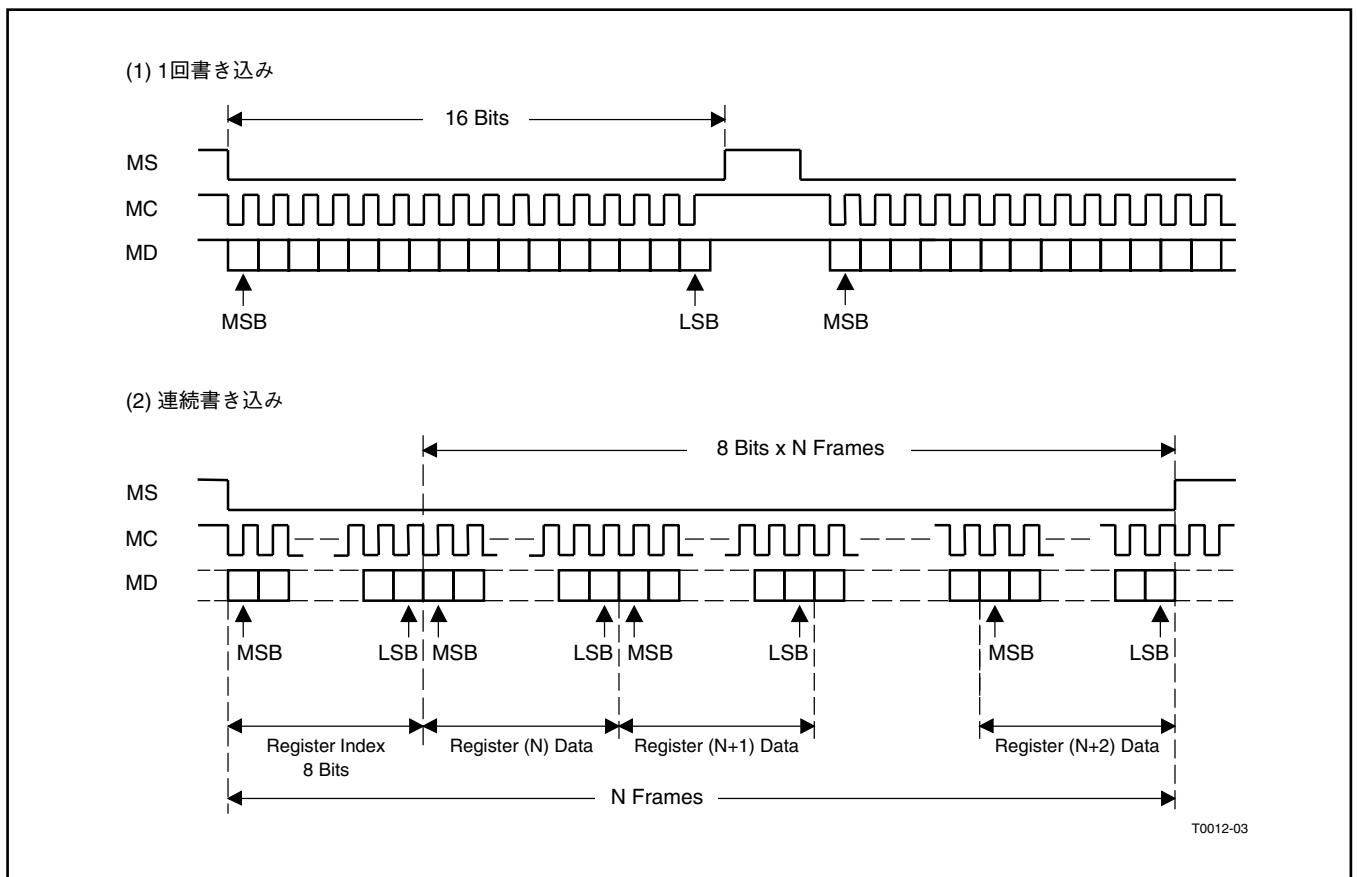 (1) 1回書き込み
16 Bits
MS
MC
MD
MSB LSB MSB
(2) 連続書き込み
8 Bits x N Frames
MS
MC
MD
MSB LSB MSB LSB MSB LSB MSB LSB
Register Index
8 Bits
Register (N) Data
Register (N+1) Data
Register (N+2) Data
N Frames
T0012-03